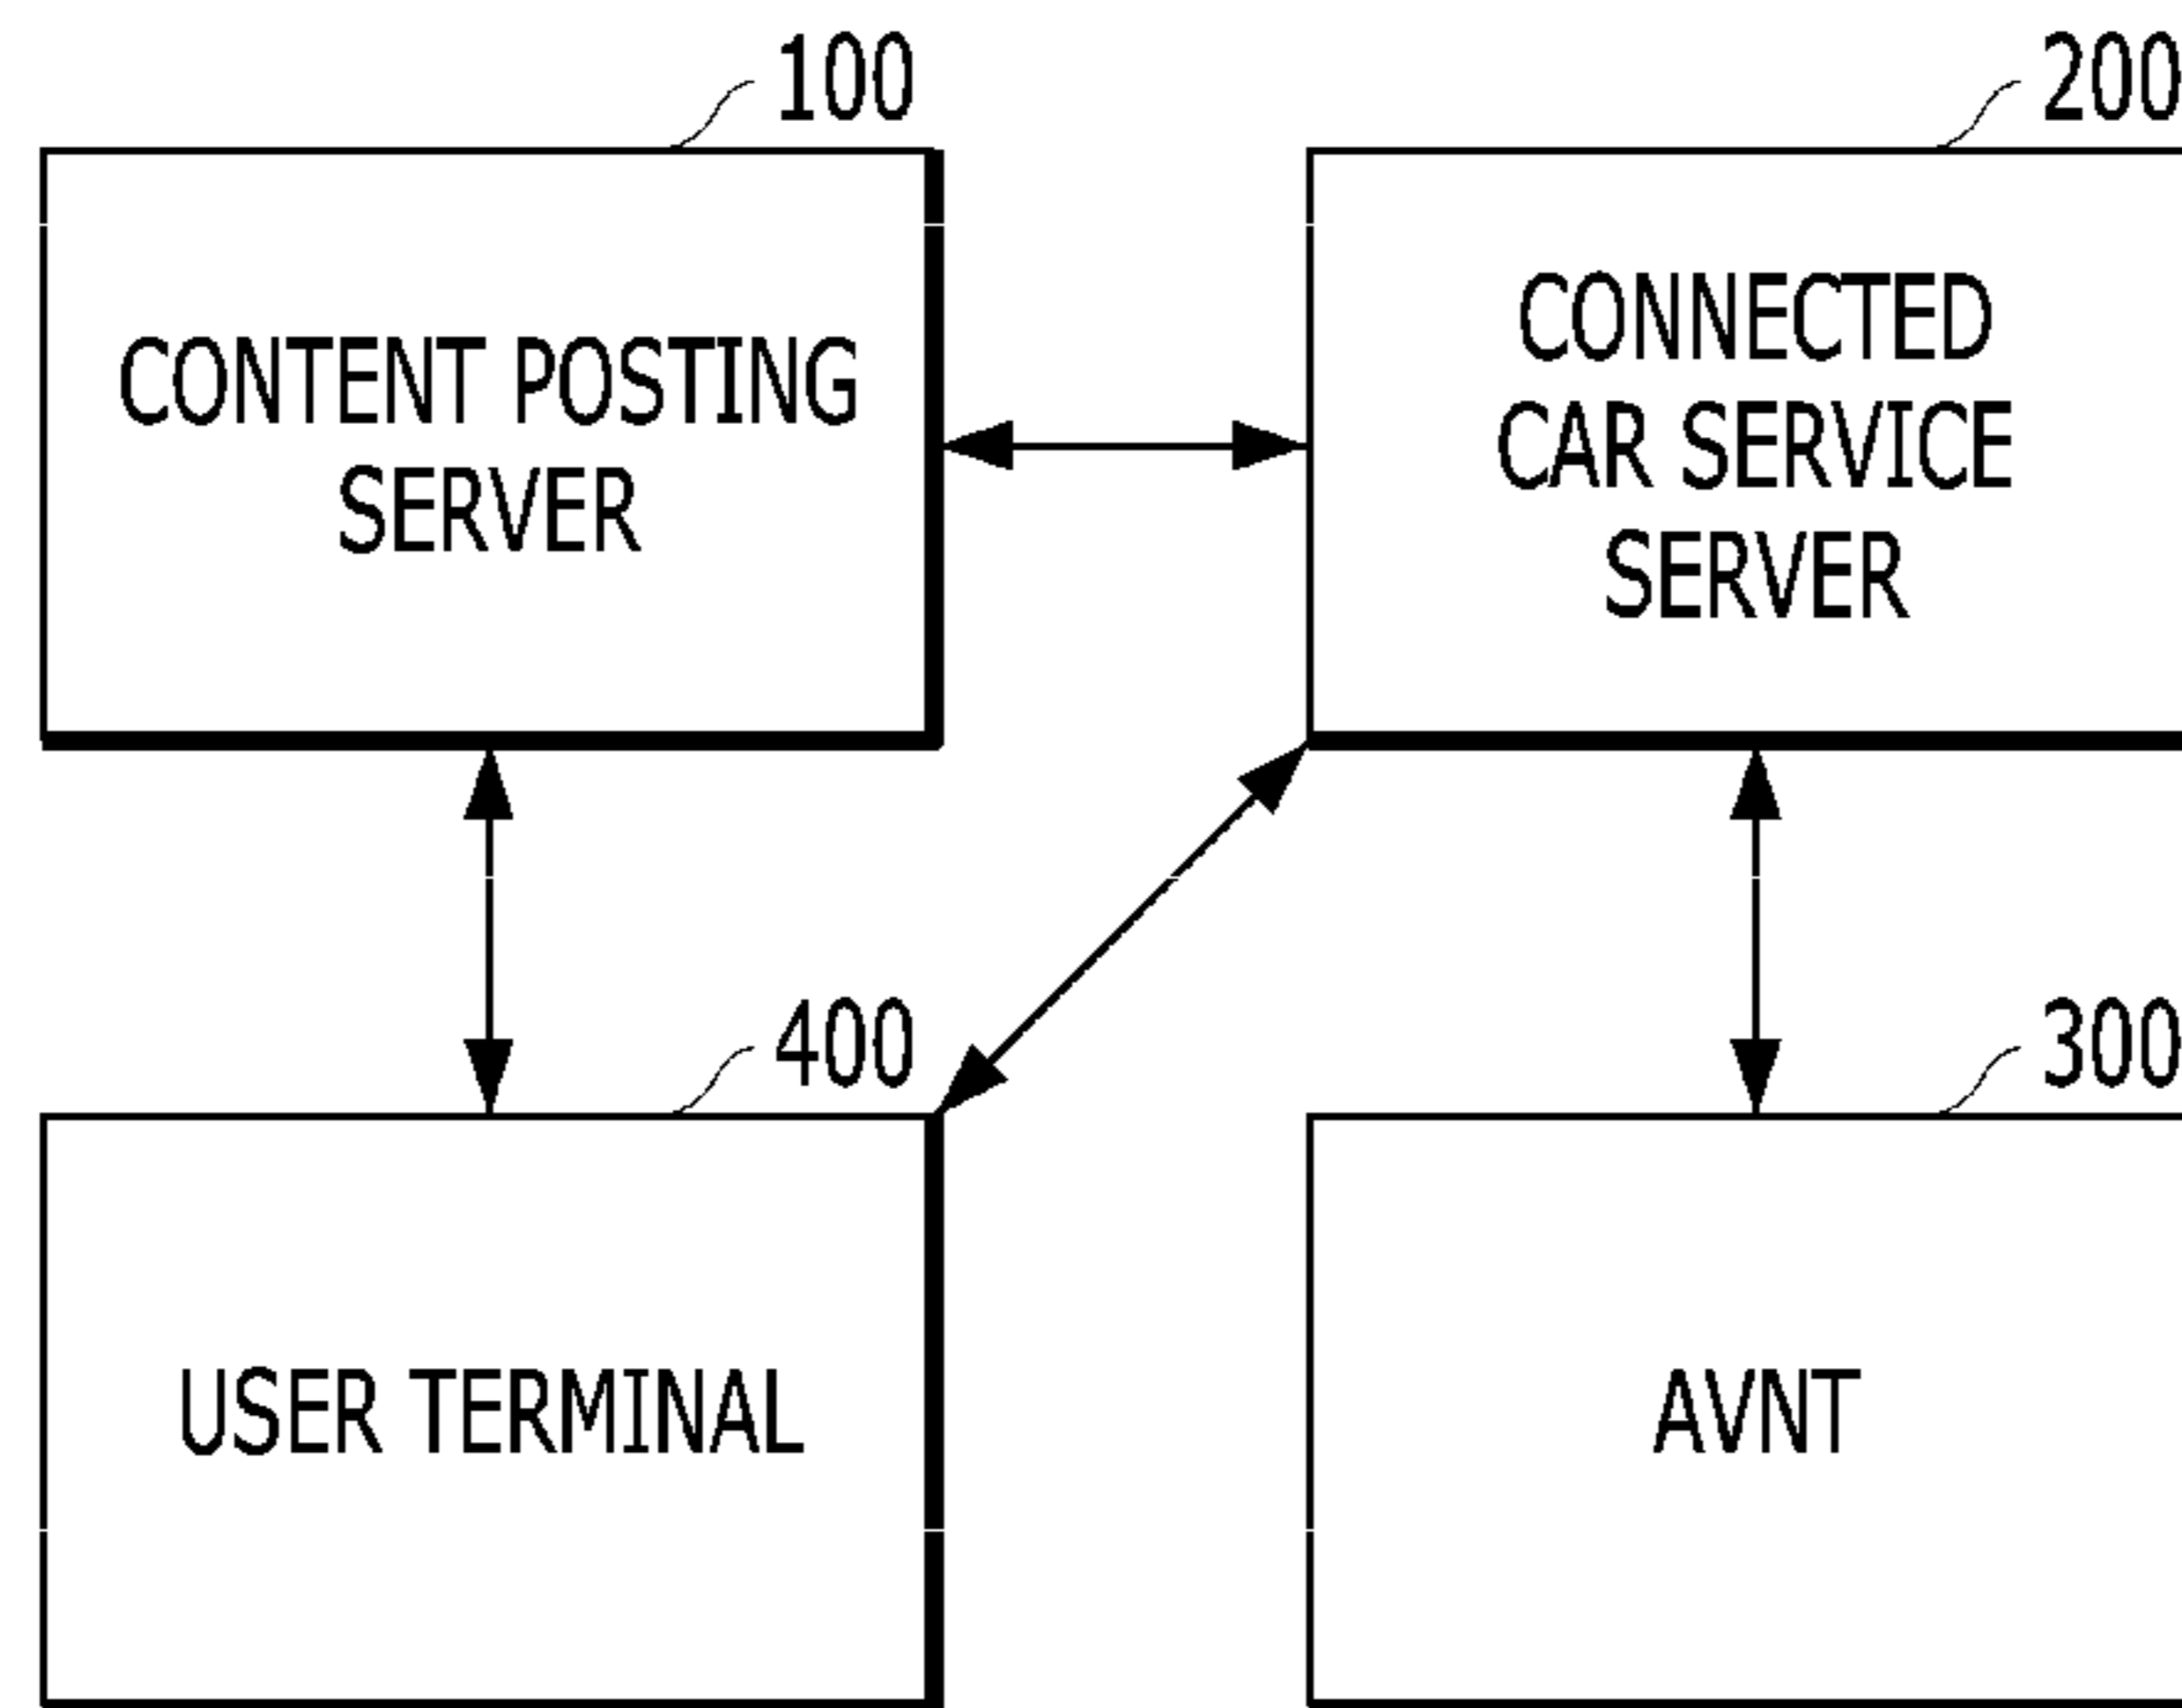 100
200
CONTENT POSTING
SERVER
CONNECTED
CAR SERVICE
SERVER
400
300
USER TERMINAL
AVNT